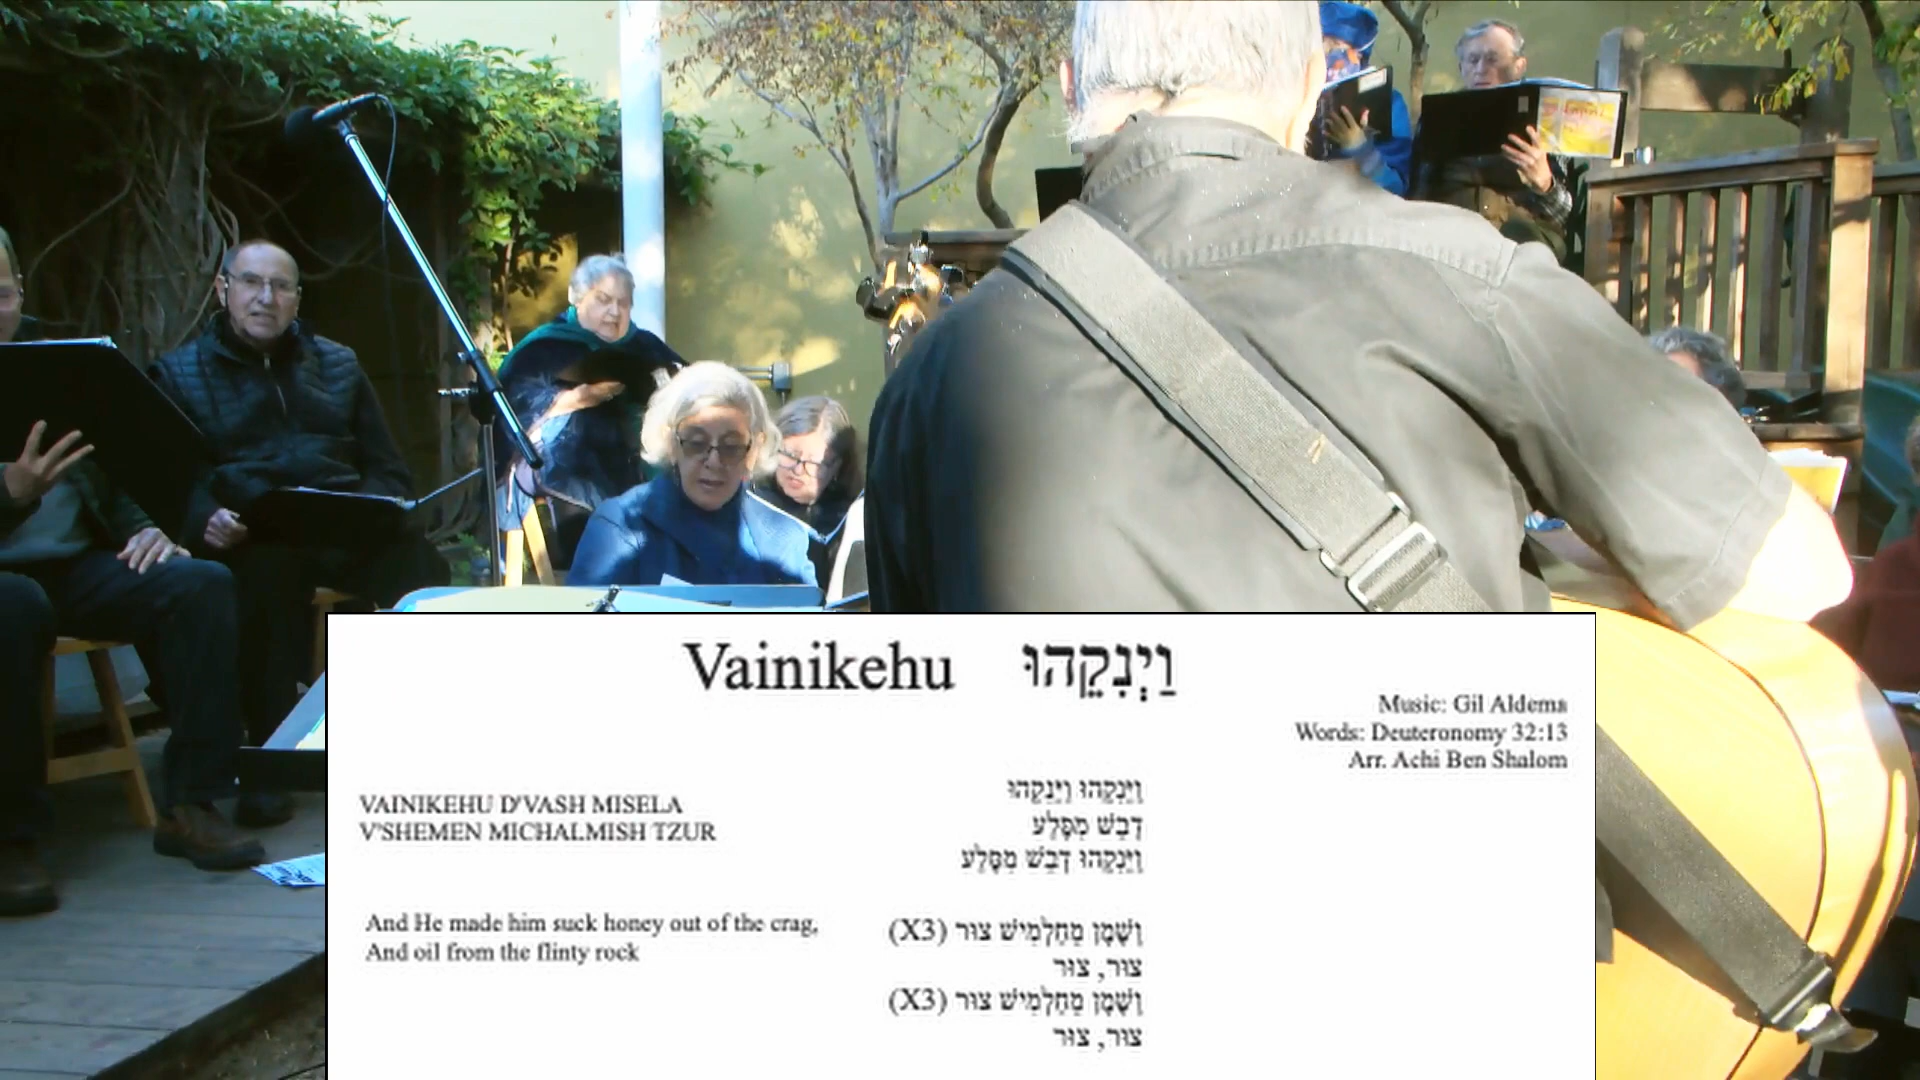 Vainikehu וַיְּנִקֵהוּ
Music: Gil Aldema
Words: Deuteronomy 32:13
Arr. Achi Ben Shalom
VAINIKEHU D'VASH MISELA
V'SHEMEN MICHALMISH TZUR
And He made him suck honey out of the crag,
And oil from the flinty rock
וַיֵּנִקֵהוּ וַיֵּנִקֵהוּ
דְבַשׁ מִסֶּלַע
וַיֵּנִקֵהוּ דְבַשׁ מִסֶּלַע
וְשֶׁמֶן מֵחַלְמִישׁ צוּר (X3)
צוּר, צוּר
וְשֶׁמֶן מֵחַלְמִישׁ צוּר (X3)
צוּר, צוּר